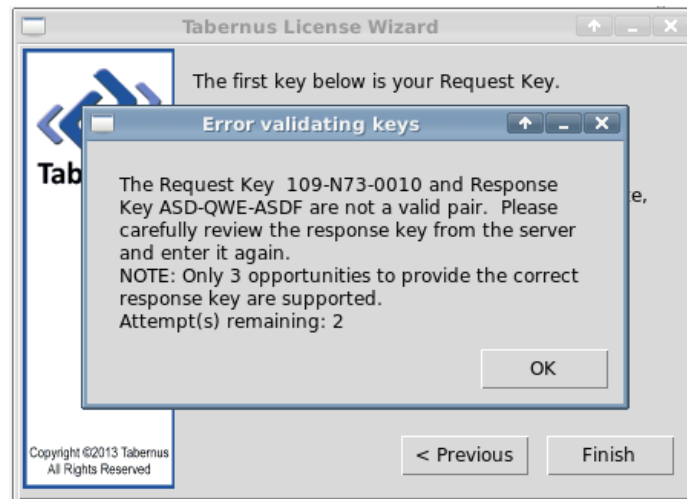 Tabernus License Wizard
The first key below is your Request Key.
Error validating keys
Tab
e,
The Request Key 109-N73-0010 and Response
Key ASD-QWE-ASDF are not a valid pair. Please
carefully review the response key from the server
and enter it again.
NOTE: Only 3 opportunities to provide the correct
response key are supported.
Attempt(s) remaining: 2
OK
Copyright ©2013 Tabernus
All Rights Reserved
< Previous
Finish